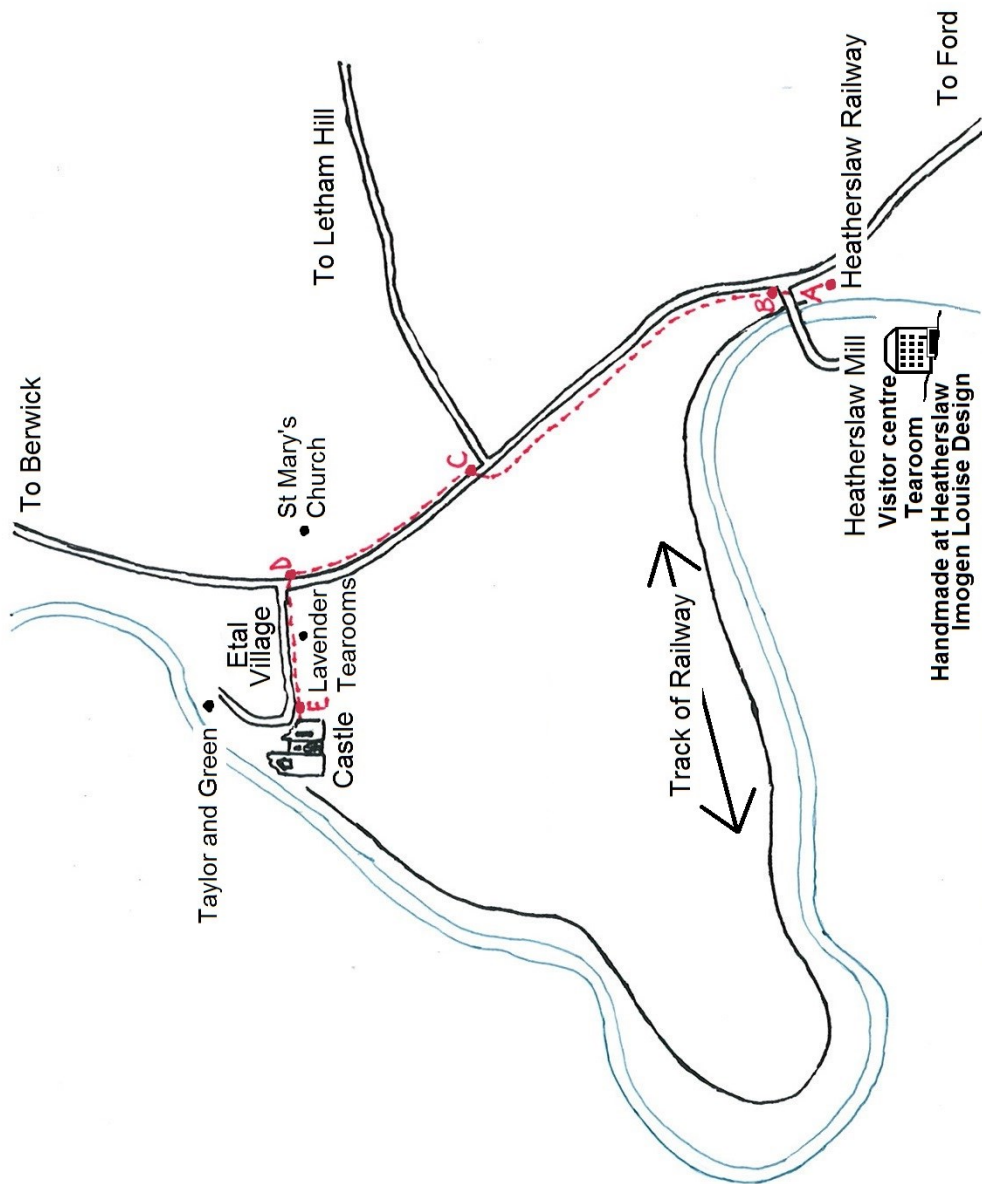 To Berwick
To Letham Hill
St Mary's
Church
D
C
Etal
Village
Lavender
Tearooms
E
Castle
Taylor and Green
Track of Railway
B
A
Heatherslaw Railway
To Ford
Heatherslaw Mill
Visitor centre
Tearoom
Handmade at Heatherslaw
Imogen Louise Design